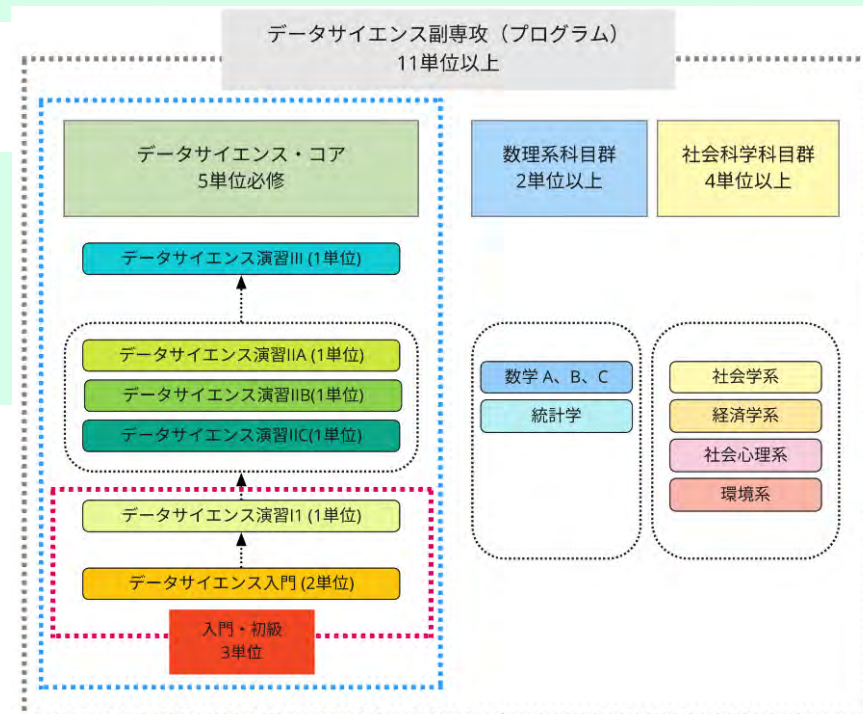 データサイエンス副専攻（プログラム）
11単位以上
データサイエンス・コア
5単位必修
データサイエンス演習III (1単位)
データサイエンス演習IIA (1単位)
データサイエンス演習IIB(1単位)
データサイエンス演習IIC(1単位)
データサイエンス演習I1 (1単位)
データサイエンス入門 (2単位)
入門・初級
3単位
数理系科目群
2単位以上
数学 A、B、C
統計学
社会科学科目群
4単位以上
社会学系
経済学系
社会心理系
環境系